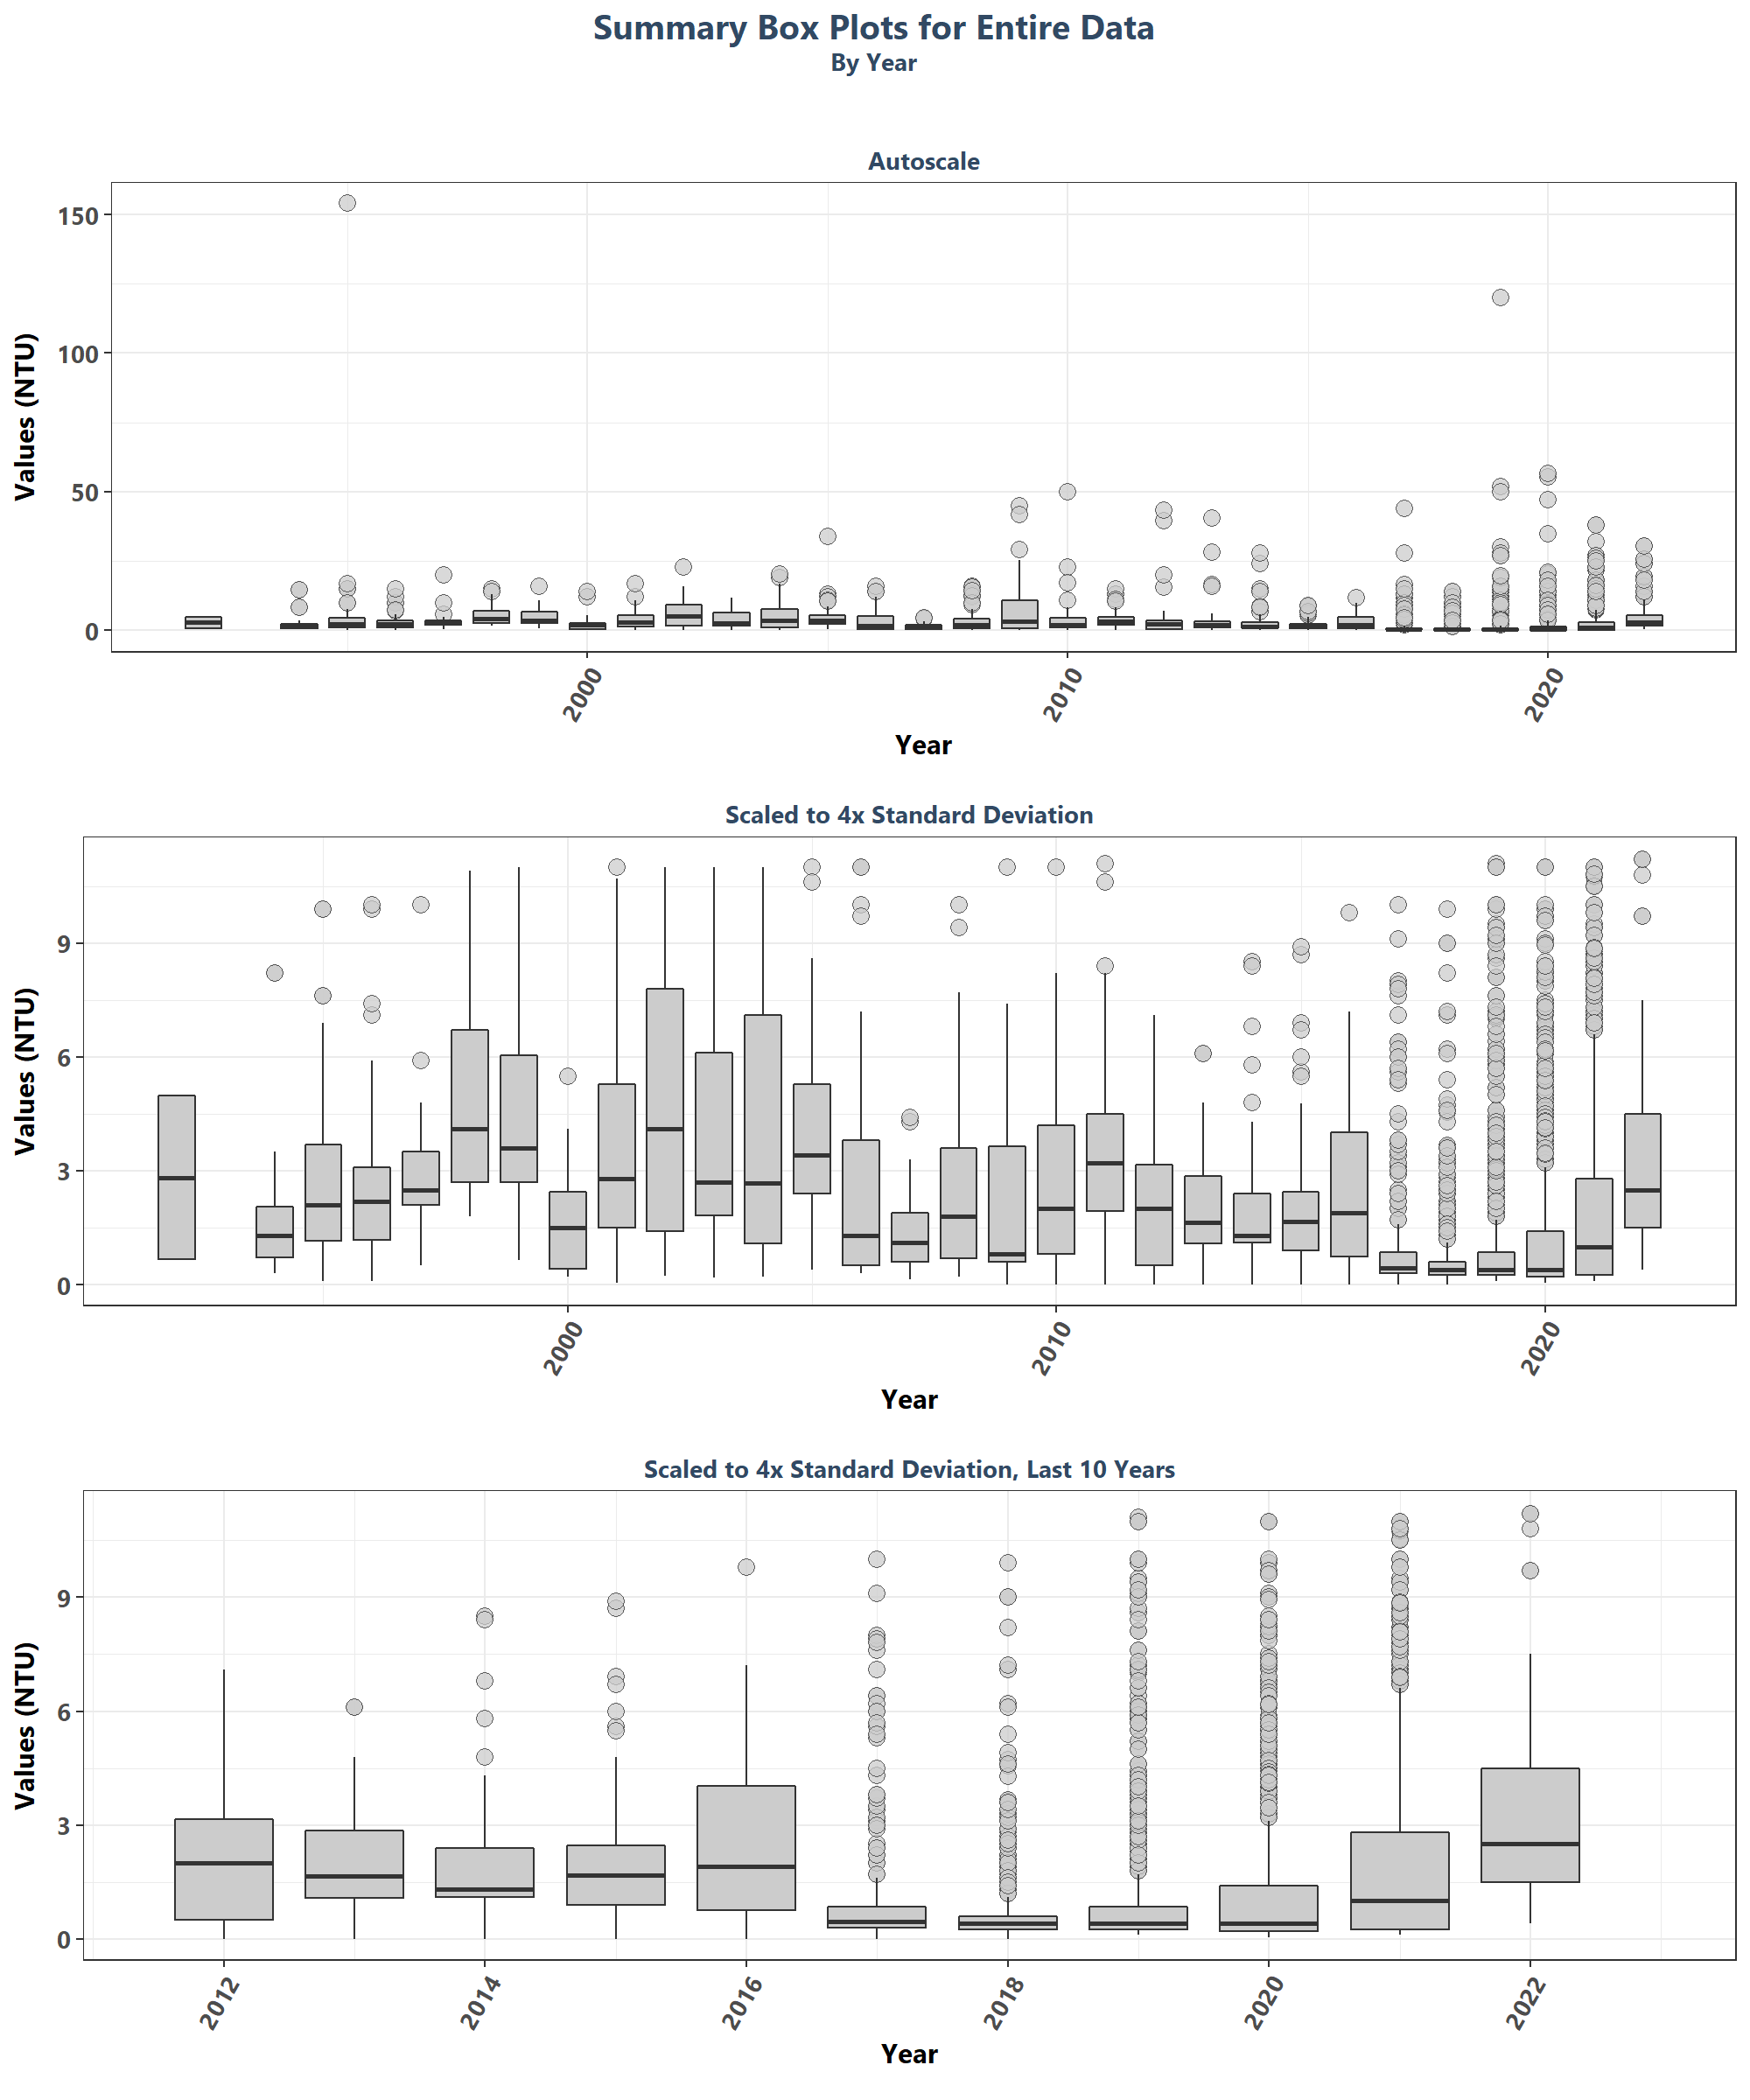 Summary Box Plots for Entire Data
By Year
Autoscale
Values (NTU)
150
100
50
0
2000
2010
2020
Year
Scaled to 4x Standard Deviation
Values (NTU)
9
6
3
0
2000
2010
2020
Year
Scaled to 4x Standard Deviation, Last 10 Years
Values (NTU)
9
6
3
0
2012
2014
2016
2018
2020
2022
Year